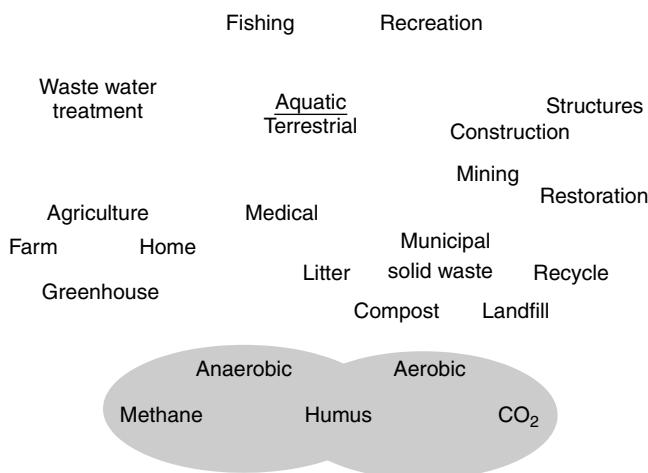 Fishing Recreation
Waste water
treatment
Aquatic
Terrestrial
Structures
Construction
Mining
Restoration
Agriculture Medical
Farm Home
Greenhouse
Municipal
Litter solid waste Recycle
Compost Landfill
Anaerobic Aerobic
Methane Humus CO₂